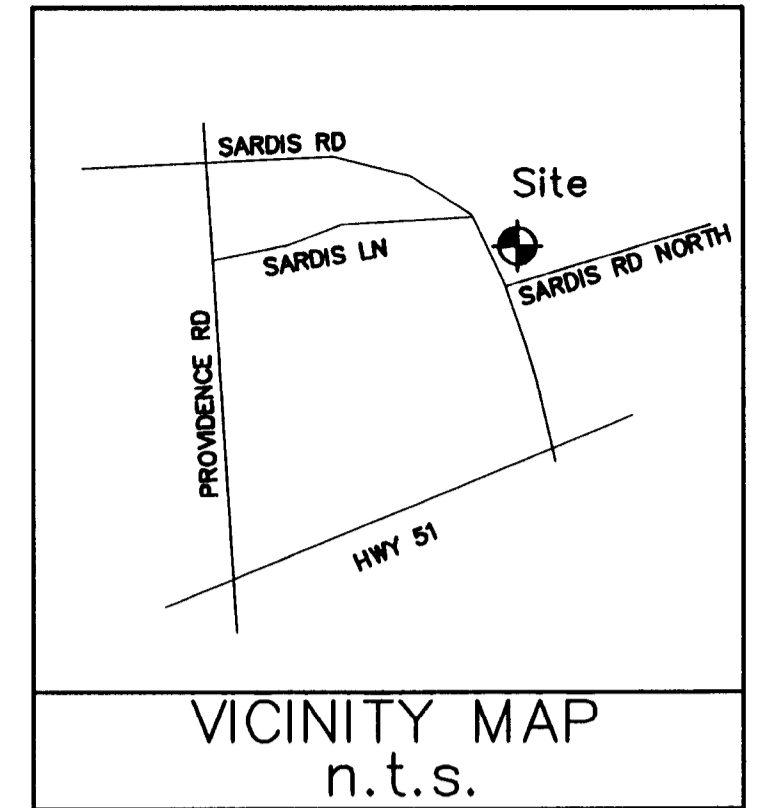 SARDIS RD
Site
SARDIS LN
SARDIS RD NORTH
PROVIDENCE RD
HWY 51
VICINITY MAP
n.t.s.